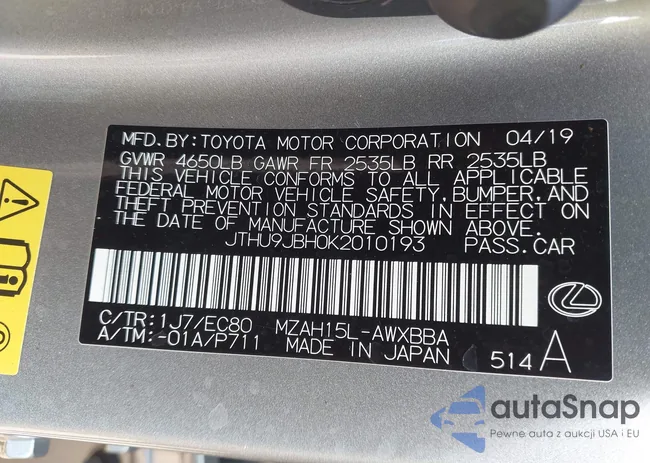 MFD. BY: TOYOTA MOTOR CORPORATION 04/19
GVWR 4650LB GAWR FR 2535LB RR 2535LB
THIS VEHICLE CONFORMS TO ALL APPLICABLE
FEDERAL MOTOR VEHICLE SAFETY, BUMPER, AND
THEFT PREVENTION STANDARDS IN EFFECT ON
THE DATE OF MANUFACTURE SHOWN ABOVE.
JTHU9JBH0K2010193 PASS. CAR
C/TR: 1J7/EC80 MZAH15L-AWXBBA
A/TM: -01A/P711 MADE IN JAPAN 514 A
autoSnap
Pewne auta z aukcji USA i EU